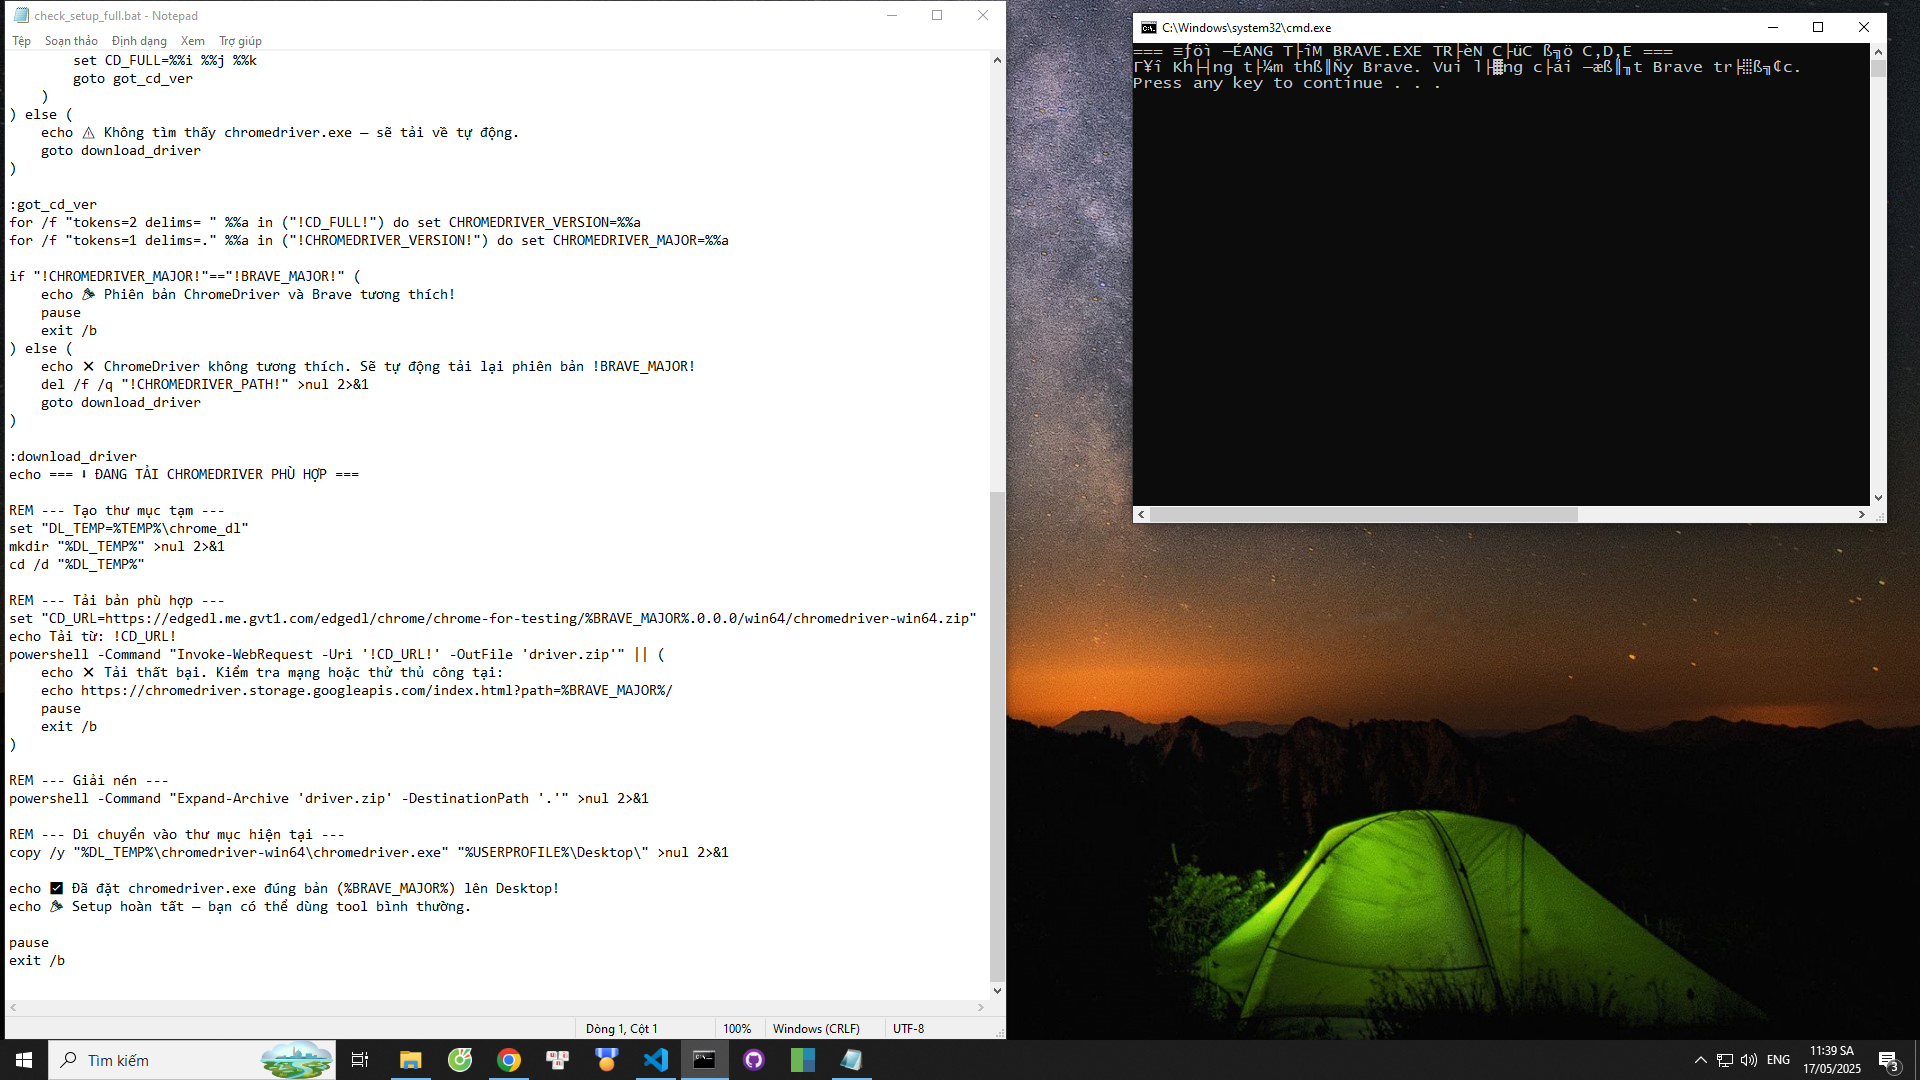 check_setup_full.bat - Notepad
Tệp Soạn thảo Định dạng Xem Trợ giúp
set CD_FULL=%%i %%j %%k
goto got_cd_ver
)
) else (
echo ⚠ Không tìm thấy chromedriver.exe — sẽ tải về tự động.
goto download_driver
)
:got_cd_ver
for /f "tokens=2 delims= " %%a in ("!CD_FULL!") do set CHROMEDRIVER_VERSION=%%a
for /f "tokens=1 delims=." %%a in ("!CHROMEDRIVER_VERSION!") do set CHROMEDRIVER_MAJOR=%%a
if "!CHROMEDRIVER_MAJOR!"=="!BRAVE_MAJOR!" (
echo 🎉 Phiên bản ChromeDriver và Brave tương thích!
pause
exit /b
) else (
echo ❌ ChromeDriver không tương thích. Sẽ tự động tải lại phiên bản !BRAVE_MAJOR!
del /f /q "!CHROMEDRIVER_PATH!" >nul 2>&1
goto download_driver
)
:download_driver
echo === ⬇ ĐANG TẢI CHROMEDRIVER PHÙ HỢP ===
REM --- Tạo thư mục tạm ---
set "DL_TEMP=%TEMP%\chrome_dl"
mkdir "%DL_TEMP%" >nul 2>&1
cd /d "%DL_TEMP%"
REM --- Tải bản phù hợp ---
set "CD_URL=https://edgedl.me.gvt1.com/edgedl/chrome/chrome-for-testing/%BRAVE_MAJOR%.0.0.0/win64/chromedriver-win64.zip"
echo Tải từ: !CD_URL!
powershell -Command "Invoke-WebRequest -Uri '!CD_URL!' -OutFile 'driver.zip'" || (
echo ❌ Tải thất bại. Kiểm tra mạng hoặc thử thủ công tại:
echo https://chromedriver.storage.googleapis.com/index.html?path=%BRAVE_MAJOR%/
pause
exit /b
)
REM --- Giải nén ---
powershell -Command "Expand-Archive 'driver.zip' -DestinationPath '.'" >nul 2>&1
REM --- Di chuyển vào thư mục hiện tại ---
copy /y "%DL_TEMP%\chromedriver-win64\chromedriver.exe" "%USERPROFILE%\Desktop\" >nul 2>&1
echo ✅ Đã đặt chromedriver.exe đúng bản (%BRAVE_MAJOR%) lên Desktop!
echo 🎉 Setup hoàn tất — bạn có thể dùng tool bình thường.
pause
exit /b
Dòng 1, Cột 1 100% Windows (CRLF) UTF-8
C:\Windows\system32\cmd.exe
=== ≡ƒöì —ÉANG T├îM BRAVE.EXE TR├èN C├üC ß╗ö C,D,E ===
Γ¥î Kh├┤ng t├¼m thß║Ñy Brave. Vui l├▓ng c├ái —æß║╖t Brave tr╞░ß╗¢c.
Press any key to continue . . .
Tìm kiếm
ENG
11:39 SA
17/05/2025
3